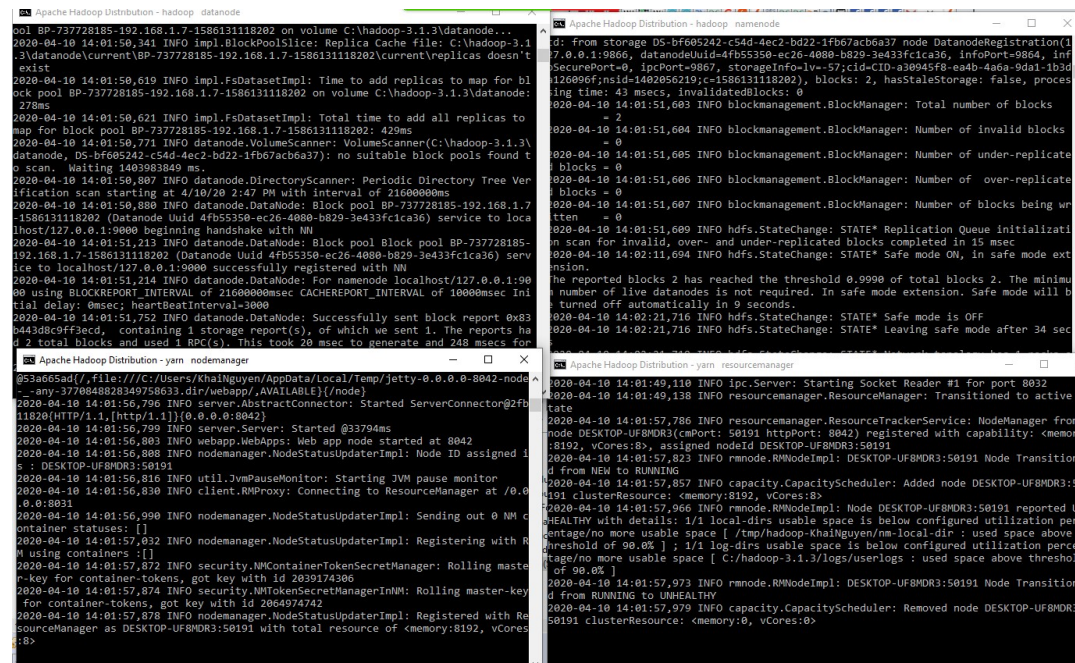 Apache Hadoop Distribution - hadoop datanode
ool BP-737728185-192.168.1.7-1586131118202 on volume C:\hadoop-3.1.3\datanode...
2020-04-10 14:01:50,341 INFO impl.BlockPoolSlice: Replica Cache file: C:\hadoop-3.1
.3\datanode\current\BP-737728185-192.168.1.7-1586131118202\current\replicas doesn't
exist
2020-04-10 14:01:50,619 INFO impl.FsDatasetImpl: Time to add replicas to map for bl
ock pool BP-737728185-192.168.1.7-1586131118202 on volume C:\hadoop-3.1.3\datanode:
278ms
2020-04-10 14:01:50,621 INFO impl.FsDatasetImpl: Total time to add all replicas to
map for block pool BP-737728185-192.168.1.7-1586131118202: 429ms
2020-04-10 14:01:50,771 INFO datanode.VolumeScanner: VolumeScanner(C:\hadoop-3.1.3\
datanode, DS-bf605242-c54d-4ec2-bd22-1fb67acb6a37): no suitable block pools found t
o scan.  Waiting 1403983849 ms.
2020-04-10 14:01:50,807 INFO datanode.DirectoryScanner: Periodic Directory Tree Ver
ification scan starting at 4/10/20 2:47 PM with interval of 21600000ms
2020-04-10 14:01:50,880 INFO datanode.DataNode: Block pool BP-737728185-192.168.1.7
-1586131118202 (Datanode Uuid 4fb55350-ec26-4080-b829-3e433fc1ca36) service to loca
lhost/127.0.0.1:9000 beginning handshake with NN
2020-04-10 14:01:51,213 INFO datanode.DataNode: Block pool Block pool BP-737728185-
192.168.1.7-1586131118202 (Datanode Uuid 4fb55350-ec26-4080-b829-3e433fc1ca36) serv
ice to localhost/127.0.0.1:9000 successfully registered with NN
2020-04-10 14:01:51,214 INFO datanode.DataNode: For namenode localhost/127.0.0.1:90
00 using BLOCKREPORT_INTERVAL of 21600000msec CACHEREPORT_INTERVAL of 10000msec Ini
tial delay: 0msec; heartBeatInterval=3000
2020-04-10 14:01:51,752 INFO datanode.DataNode: Successfully sent block report 0x83
b443d8c9ff3ecd,  containing 1 storage report(s), of which we sent 1. The reports ha
d 2 total blocks and used 1 RPC(s). This took 20 msec to generate and 248 msecs for
Apache Hadoop Distribution - hadoop namenode
d: from storage DS-bf605242-c54d-4ec2-bd22-1fb67acb6a37 node DatanodeRegistration(1
27.0.0.1:9866, datanodeUuid=4fb55350-ec26-4080-b829-3e433fc1ca36, infoPort=9864, inf
oSecurePort=0, ipcPort=9867, storageInfo=lv=-57;cid=CID-a30945f8-ea4b-4a6a-9da1-1b3d
a126096f;nsid=1402056219;c=1586131118202), blocks: 2, hasStaleStorage: false, proces
sing time: 43 msecs, invalidatedBlocks: 0
2020-04-10 14:01:51,603 INFO blockmanagement.BlockManager: Total number of blocks
= 2
2020-04-10 14:01:51,604 INFO blockmanagement.BlockManager: Number of invalid blocks
= 0
2020-04-10 14:01:51,605 INFO blockmanagement.BlockManager: Number of under-replicate
d blocks = 0
2020-04-10 14:01:51,606 INFO blockmanagement.BlockManager: Number of  over-replicate
d blocks = 0
2020-04-10 14:01:51,607 INFO blockmanagement.BlockManager: Number of blocks being wr
itten    = 0
2020-04-10 14:01:51,609 INFO hdfs.StateChange: STATE* Replication Queue initializati
on scan for invalid, over- and under-replicated blocks completed in 15 msec
2020-04-10 14:02:11,694 INFO hdfs.StateChange: STATE* Safe mode ON, in safe mode ext
ension.
The reported blocks 2 has reached the threshold 0.9990 of total blocks 2. The minimu
m number of live datanodes is not required. In safe mode extension. Safe mode will b
e turned off automatically in 9 seconds.
2020-04-10 14:02:21,716 INFO hdfs.StateChange: STATE* Safe mode is OFF
2020-04-10 14:02:21,716 INFO hdfs.StateChange: STATE* Leaving safe mode after 34 sec
s
Apache Hadoop Distribution - yarn nodemanager
@53a665ad{/,file:///C:/Users/KhaiNguyen/AppData/Local/Temp/jetty-0.0.0.0-8042-node
-_-any-3770848828349758633.dir/webapp/,AVAILABLE}{/node}
2020-04-10 14:01:56,796 INFO server.AbstractConnector: Started ServerConnector@2fb
11820{HTTP/1.1,[http/1.1]}{0.0.0.0:8042}
2020-04-10 14:01:56,799 INFO server.Server: Started @33794ms
2020-04-10 14:01:56,803 INFO webapp.WebApps: Web app node started at 8042
2020-04-10 14:01:56,808 INFO nodemanager.NodeStatusUpdaterImpl: Node ID assigned i
s : DESKTOP-UF8MDR3:50191
2020-04-10 14:01:56,816 INFO util.JvmPauseMonitor: Starting JVM pause monitor
2020-04-10 14:01:56,830 INFO client.RMProxy: Connecting to ResourceManager at /0.0
.0.0:8031
2020-04-10 14:01:56,990 INFO nodemanager.NodeStatusUpdaterImpl: Sending out 0 NM c
ontainer statuses: []
2020-04-10 14:01:57,032 INFO nodemanager.NodeStatusUpdaterImpl: Registering with R
M using containers :[]
2020-04-10 14:01:57,872 INFO security.NMContainerTokenSecretManager: Rolling maste
r-key for container-tokens, got key with id 2039174306
2020-04-10 14:01:57,874 INFO security.NMTokenSecretManagerInNM: Rolling master-key
for container-tokens, got key with id 2064974742
2020-04-10 14:01:57,878 INFO nodemanager.NodeStatusUpdaterImpl: Registered with Re
sourceManager as DESKTOP-UF8MDR3:50191 with total resource of <memory:8192, vCores
:8>
Apache Hadoop Distribution - yarn resourcemanager
2020-04-10 14:01:49,110 INFO ipc.Server: Starting Socket Reader #1 for port 8032
2020-04-10 14:01:49,138 INFO resourcemanager.ResourceManager: Transitioned to active
tate
2020-04-10 14:01:57,786 INFO resourcemanager.ResourceTrackerService: NodeManager from
node DESKTOP-UF8MDR3(cmPort: 50191 httpPort: 8042) registered with capability: <memor
:8192, vCores:8>, assigned nodeId DESKTOP-UF8MDR3:50191
2020-04-10 14:01:57,823 INFO rmnode.RMNodeImpl: DESKTOP-UF8MDR3:50191 Node Transition
d from NEW to RUNNING
2020-04-10 14:01:57,857 INFO capacity.CapacityScheduler: Added node DESKTOP-UF8MDR3:5
191 clusterResource: <memory:8192, vCores:8>
2020-04-10 14:01:57,966 INFO rmnode.RMNodeImpl: Node DESKTOP-UF8MDR3:50191 reported U
HEALTHY with details: 1/1 local-dirs usable space is below configured utilization per
entage/no more usable space [ /tmp/hadoop-KhaiNguyen/nm-local-dir : used space above
hreshold of 90.0% ] ; 1/1 log-dirs usable space is below configured utilization perce
tage/no more usable space [ C:/hadoop-3.1.3/logs/userlogs : used space above threshol
of 90.0% ]
2020-04-10 14:01:57,973 INFO rmnode.RMNodeImpl: DESKTOP-UF8MDR3:50191 Node Transition
d from RUNNING to UNHEALTHY
2020-04-10 14:01:57,979 INFO capacity.CapacityScheduler: Removed node DESKTOP-UF8MDR3
50191 clusterResource: <memory:0, vCores:0>